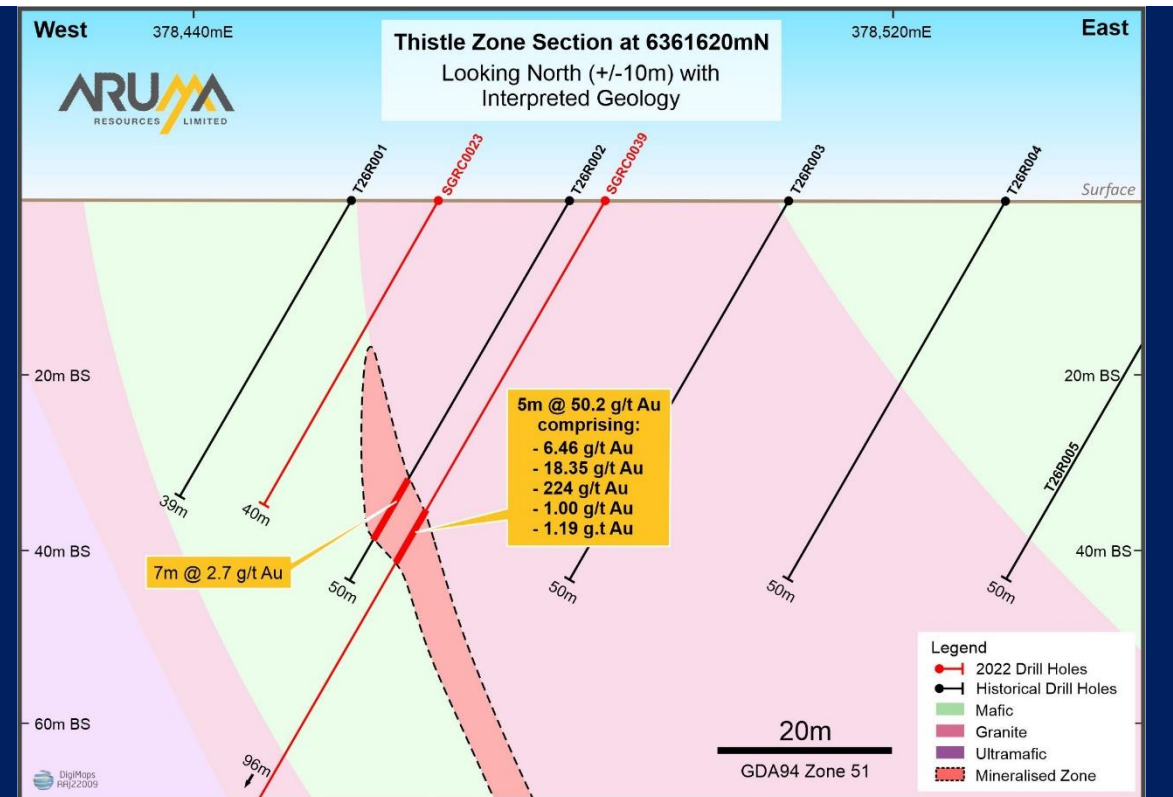 West
378,440mE
Thistle Zone Section at 6361620mN
Looking North (+/-10m) with
Interpreted Geology
378,520mE
East
ARUMA
RESOURCES LIMITED
T26R001
SGRC0023
T26R002
SGRC0039
T26R003
T26R004
Surface
20m BS
20m BS
5m @ 50.2 g/t Au
comprising:
- 6.46 g/t Au
- 18.35 g/t Au
- 224 g/t Au
- 1.00 g/t Au
- 1.19 g.t Au
T26R005
39m
40m
40m BS
40m BS
7m @ 2.7 g/t Au
50m
50m
50m
50m
60m BS
96m
20m
GDA94 Zone 51
Legend
2022 Drill Holes
Historical Drill Holes
Mafic
Granite
Ultramafic
Mineralised Zone
DigiMaps